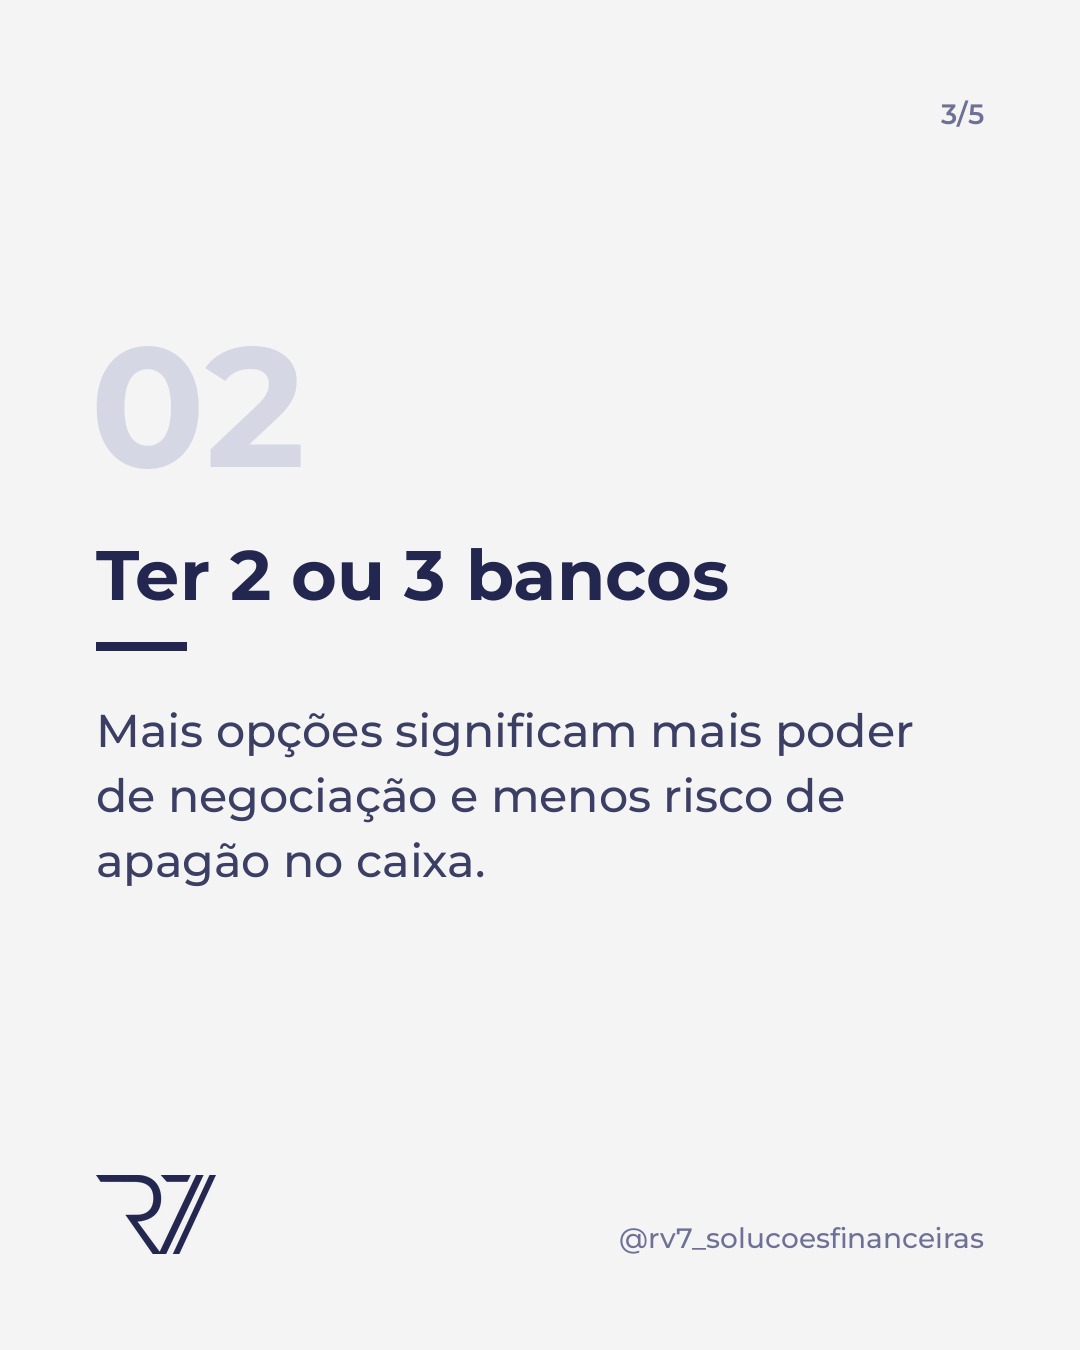 3/5
02
Ter 2 ou 3 bancos
Mais opções significam mais poder
de negociação e menos risco de
apagão no caixa.
R7
@rv7_solucoesfinanceiras